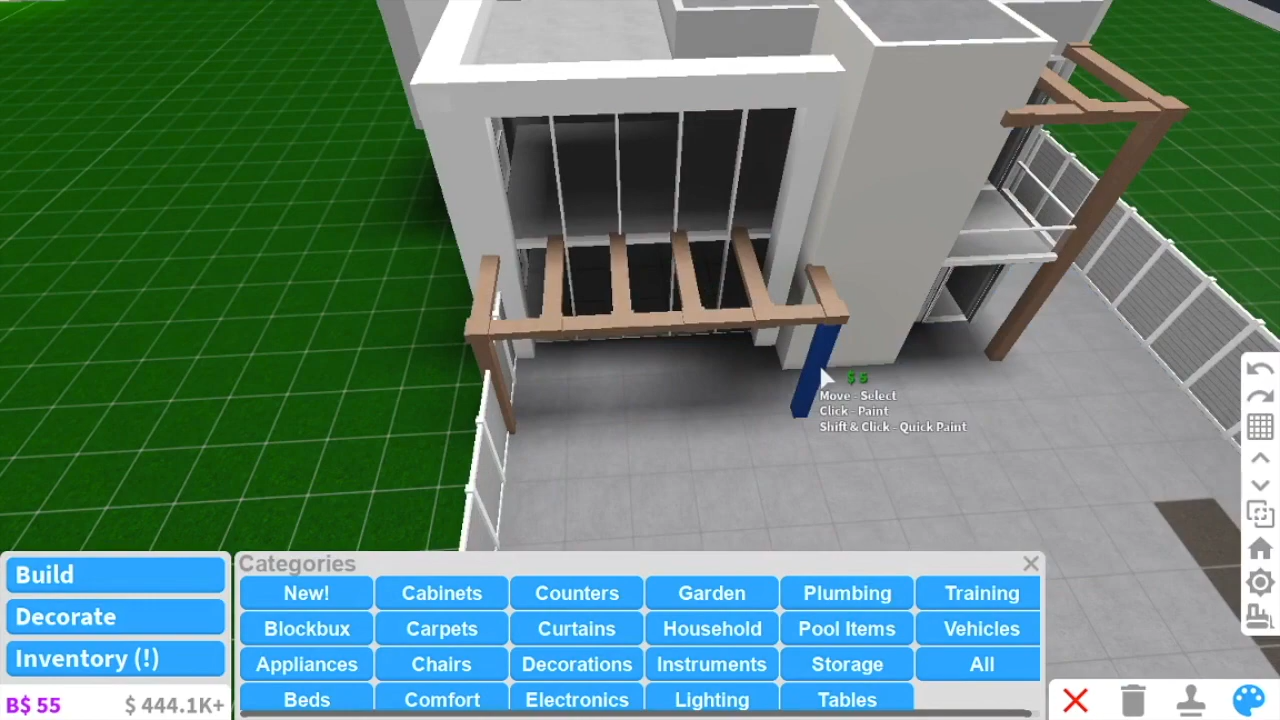 $ 5
Move - Select
Click - Paint
Shift & Click - Quick Paint
Build
Decorate
Inventory (!)
B$ 55 $ 444.1K+
Categories
New! Cabinets Counters Garden Plumbing Training
Blockbux Carpets Curtains Household Pool Items Vehicles
Appliances Chairs Decorations Instruments Storage All
Beds Comfort Electronics Lighting Tables